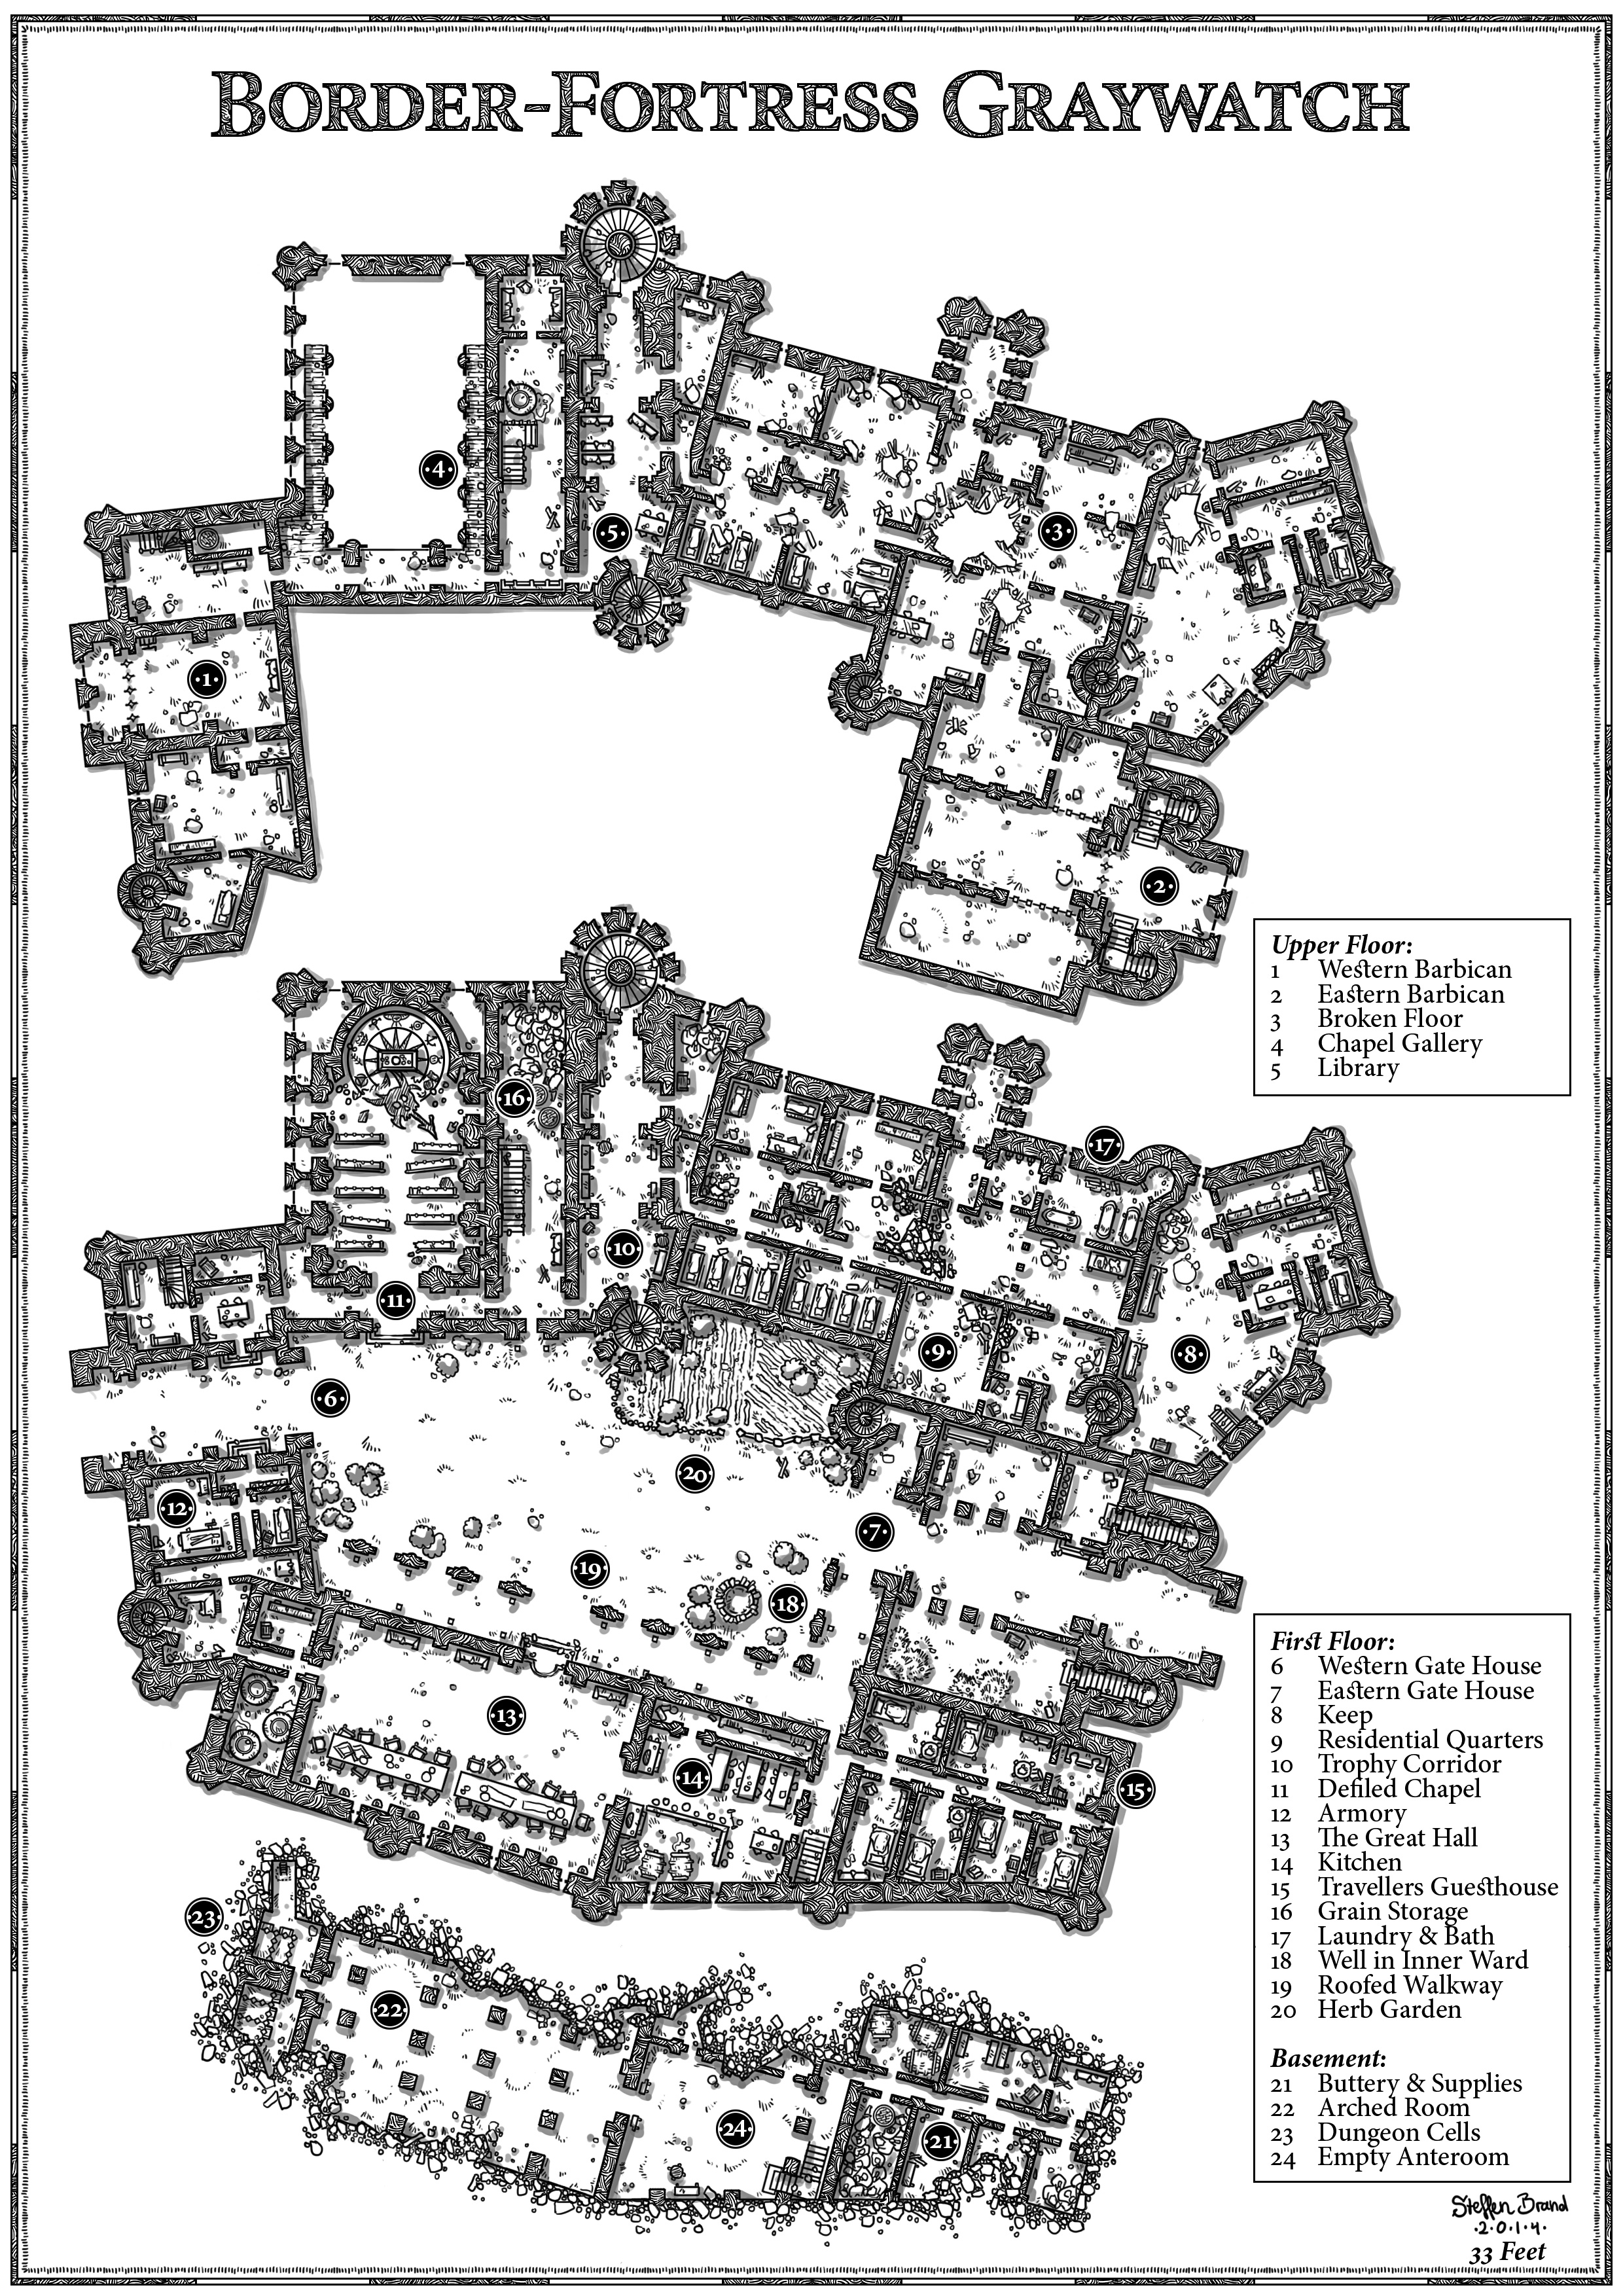 Border-Fortress Graywatch
4
5
3
1
2
Upper Floor:
1 Western Barbican
2 Eastern Barbican
3 Broken Floor
4 Chapel Gallery
5 Library
16
17
10
11
9
8
6
20
12
7
19
18
13
14
15
First Floor:
6 Western Gate House
7 Eastern Gate House
8 Keep
9 Residential Quarters
10 Trophy Corridor
11 Defiled Chapel
12 Armory
13 The Great Hall
14 Kitchen
15 Travellers Guesthouse
16 Grain Storage
17 Laundry & Bath
18 Well in Inner Ward
19 Roofed Walkway
20 Herb Garden
23
22
24
21
Basement:
21 Buttery & Supplies
22 Arched Room
23 Dungeon Cells
24 Empty Anteroom
Steffen Brand
·2·0·1·4·
33 Feet